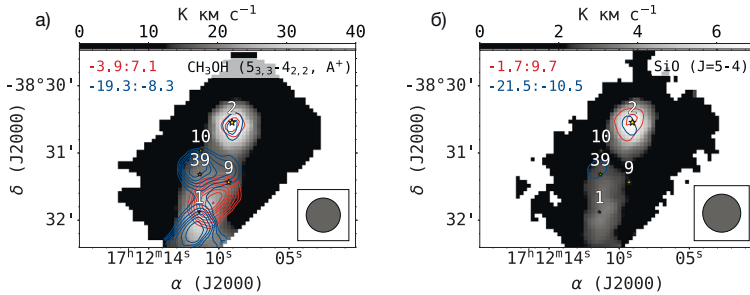 а)
К км с⁻¹
0 10 20 30 40
-3.9:7.1
-19.3:-8.3
CH₃OH (5₃,₃-4₂,₂, A⁺)
-38°30'
31'
32'
δ (J2000)
2
10
39
9
1
17ʰ12ᵐ14ˢ 10ˢ 05ˢ
α (J2000)
б)
К км с⁻¹
0 2 4 6 8
-1.7:9.7
-21.5:-10.5
SiO (J=5-4)
-38°30'
31'
32'
δ (J2000)
2
10
39
9
1
17ʰ12ᵐ14ˢ 10ˢ 05ˢ
α (J2000)